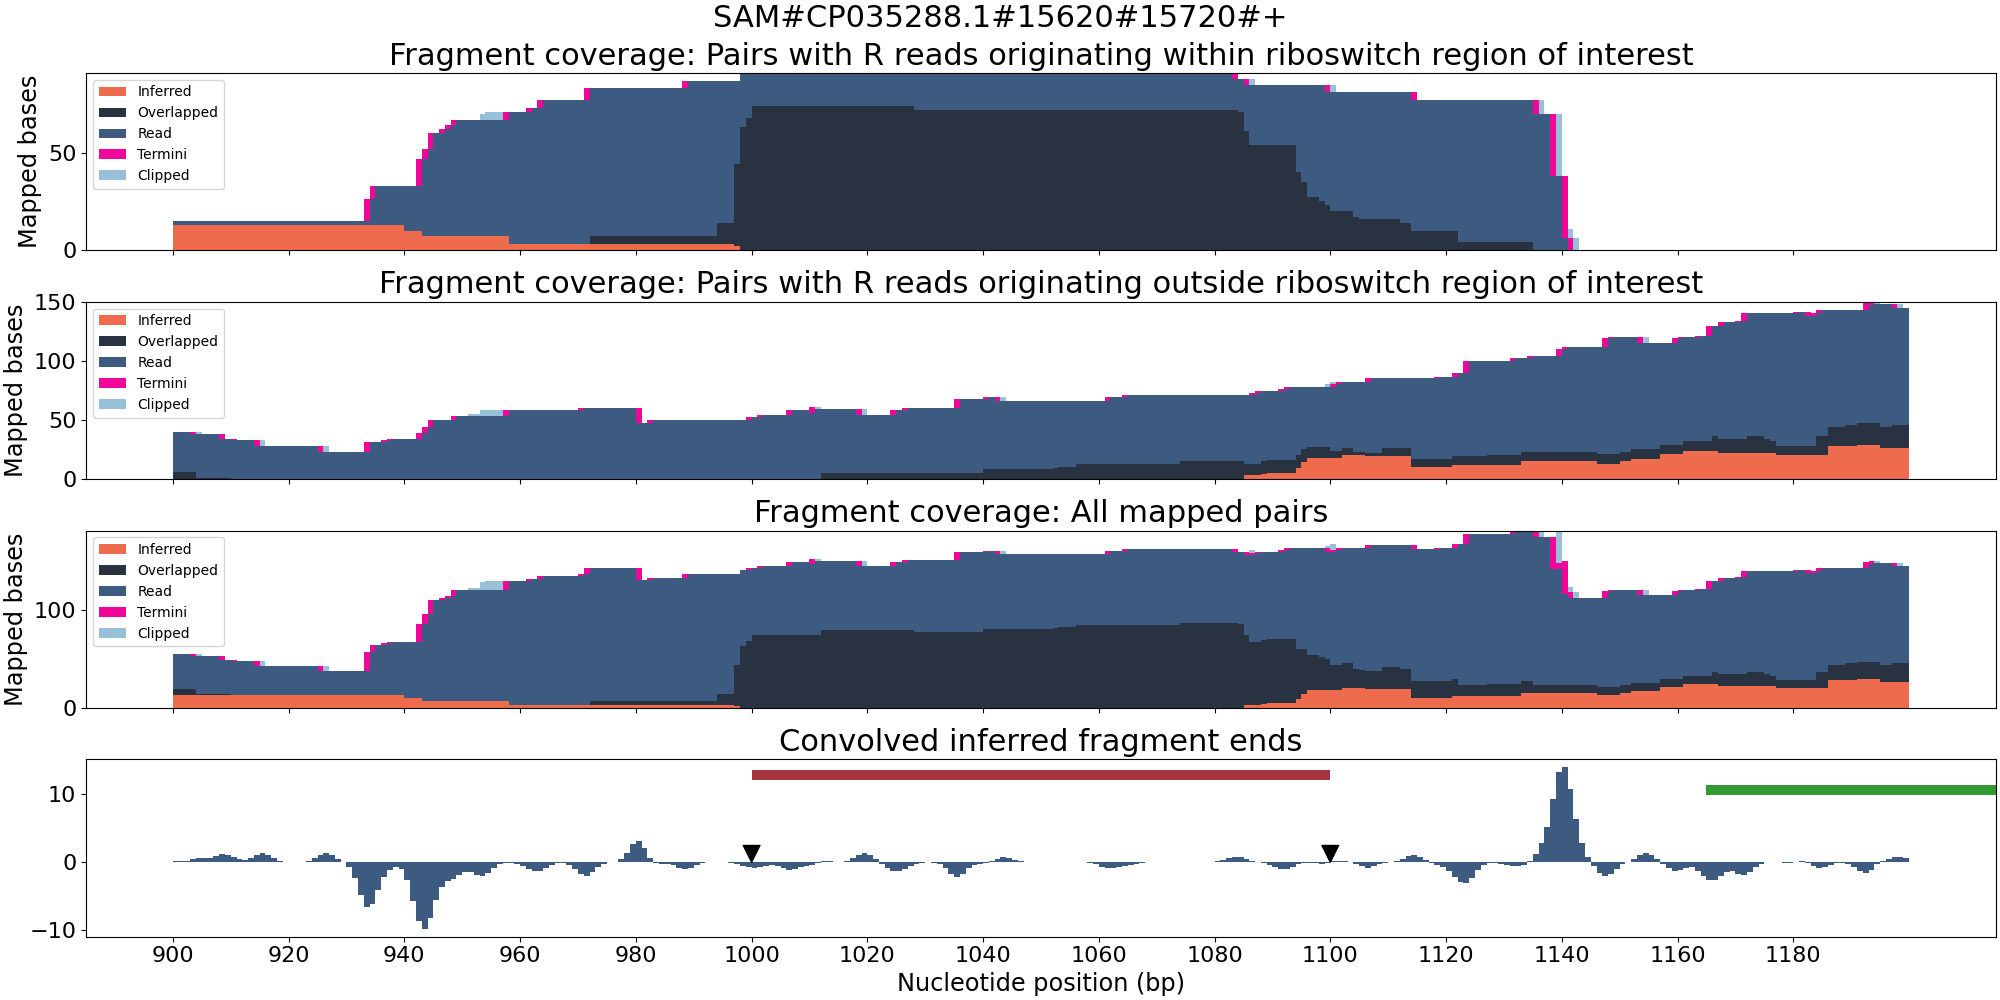 SAM#CP035288.1#15620#15720#+
Fragment coverage: Pairs with R reads originating within riboswitch region of interest
Mapped bases
50
0
Inferred
Overlapped
Read
Termini
Clipped
Fragment coverage: Pairs with R reads originating outside riboswitch region of interest
Mapped bases
150
100
50
0
Inferred
Overlapped
Read
Termini
Clipped
Fragment coverage: All mapped pairs
Mapped bases
100
0
Inferred
Overlapped
Read
Termini
Clipped
Convolved inferred fragment ends
10
0
−10
900 920 940 960 980 1000 1020 1040 1060 1080 1100 1120 1140 1160 1180
Nucleotide position (bp)